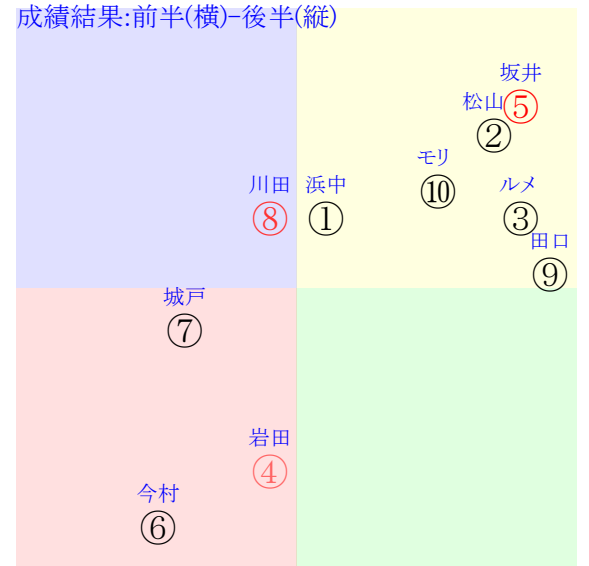 成績結果:前半(横)-後半(縦)
坂井
⑤
松山
②
モリ
⑩
川田
⑧
浜中
①
ルメ
③
田口
⑨
城戸
⑦
岩田
④
今村
⑥